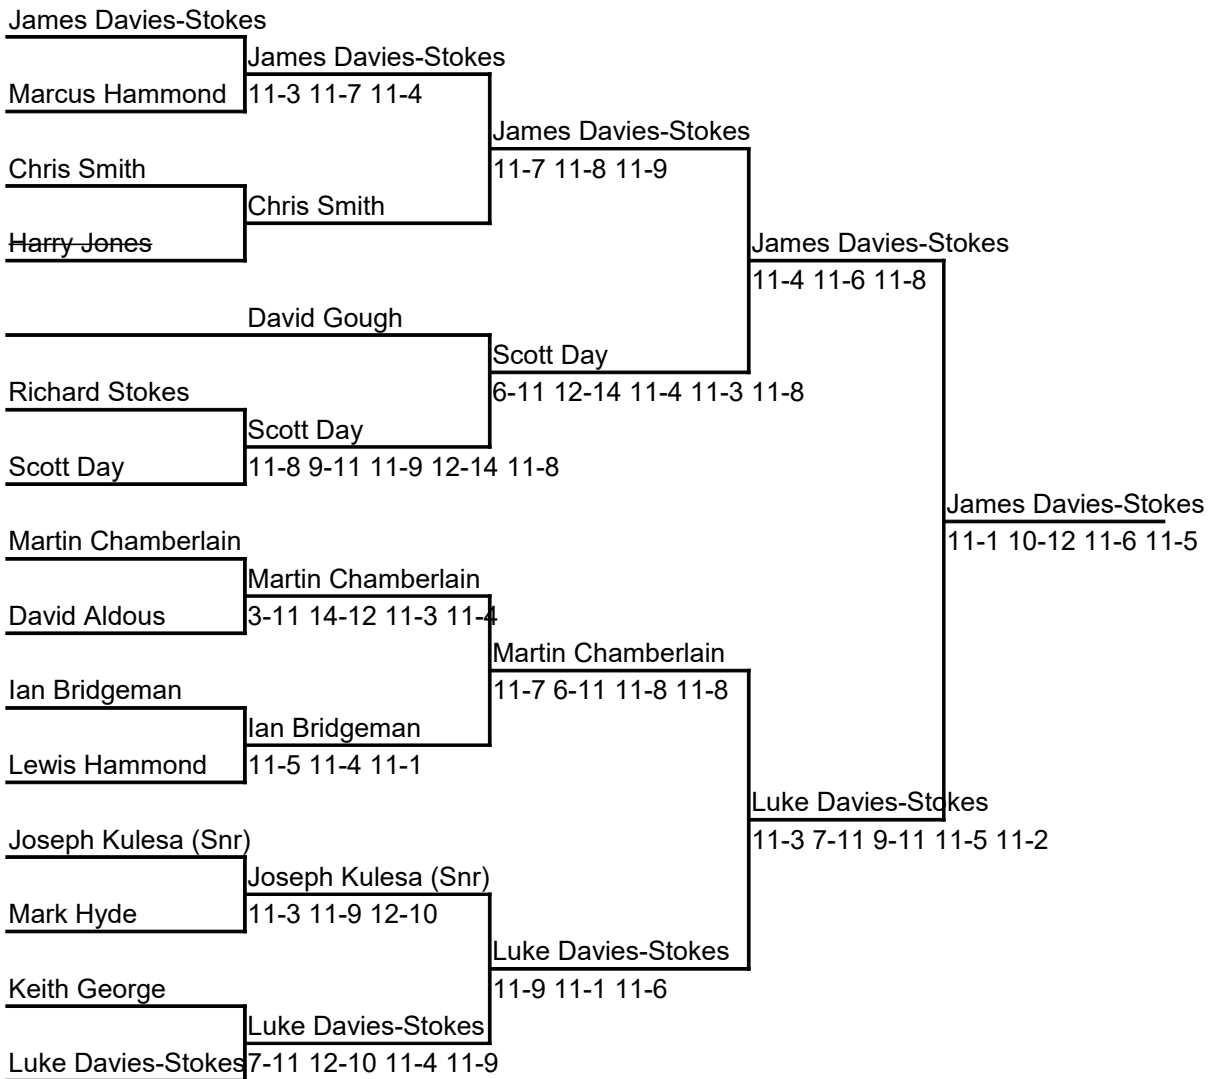 James Davies-Stokes
James Davies-Stokes
Marcus Hammond
11-3 11-7 11-4
James Davies-Stokes
Chris Smith
11-7 11-8 11-9
Chris Smith
Harry Jones
James Davies-Stokes
11-4 11-6 11-8
David Gough
Scott Day
Richard Stokes
6-11 12-14 11-4 11-3 11-8
Scott Day
Scott Day
11-8 9-11 11-9 12-14 11-8
James Davies-Stokes
Martin Chamberlain
11-1 10-12 11-6 11-5
Martin Chamberlain
David Aldous
3-11 14-12 11-3 11-4
Martin Chamberlain
Ian Bridgeman
11-7 6-11 11-8 11-8
Ian Bridgeman
Lewis Hammond
11-5 11-4 11-1
Luke Davies-Stokes
Joseph Kulesa (Snr)
11-3 7-11 9-11 11-5 11-2
Joseph Kulesa (Snr)
Mark Hyde
11-3 11-9 12-10
Luke Davies-Stokes
Keith George
11-9 11-1 11-6
Luke Davies-Stokes
Luke Davies-Stokes
7-11 12-10 11-4 11-9